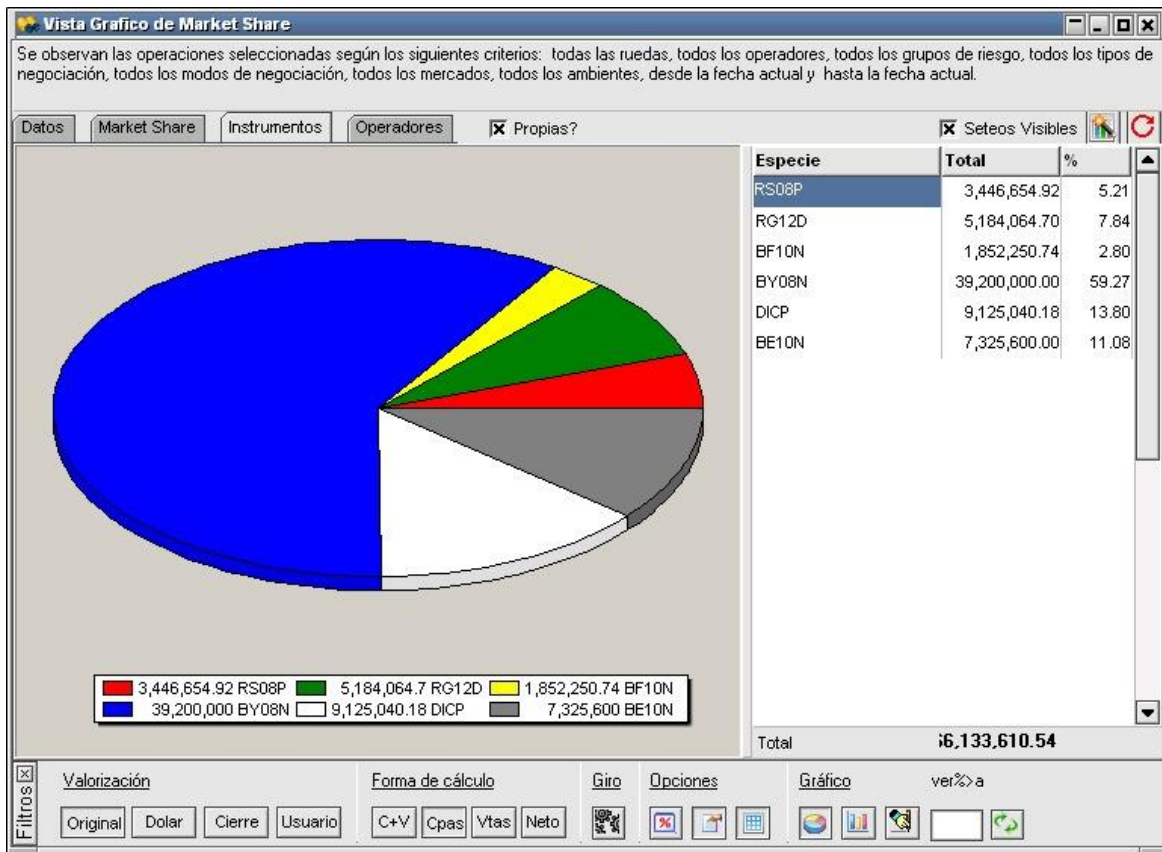 Vista Grafico de Market Share
Se observan las operaciones seleccionadas según los siguientes criterios: todas las ruedas, todos los operadores, todos los grupos de riesgo, todos los tipos de
negociación, todos los modos de negociación, todos los mercados, todos los ambientes, desde la fecha actual y hasta la fecha actual.
Datos Market Share Instrumentos Operadores Propias? Seteos Visibles
Especie Total %
RS08P 3,446,654.92 5.21
RG12D 5,184,064.70 7.84
BF10N 1,852,250.74 2.80
BY08N 39,200,000.00 59.27
DICP 9,125,040.18 13.80
BE10N 7,325,600.00 11.08
3,446,654.92 RS08P 5,184,064.7 RG12D 1,852,250.74 BF10N
39,200,000 BY08N 9,125,040.18 DICP 7,325,600 BE10N
Total 6,133,610.54
Filtros
Valorización Forma de cálculo Giro Opciones Gráfico ver%>a
Original Dolar Cierre Usuario C+V Cpas Vtas Neto